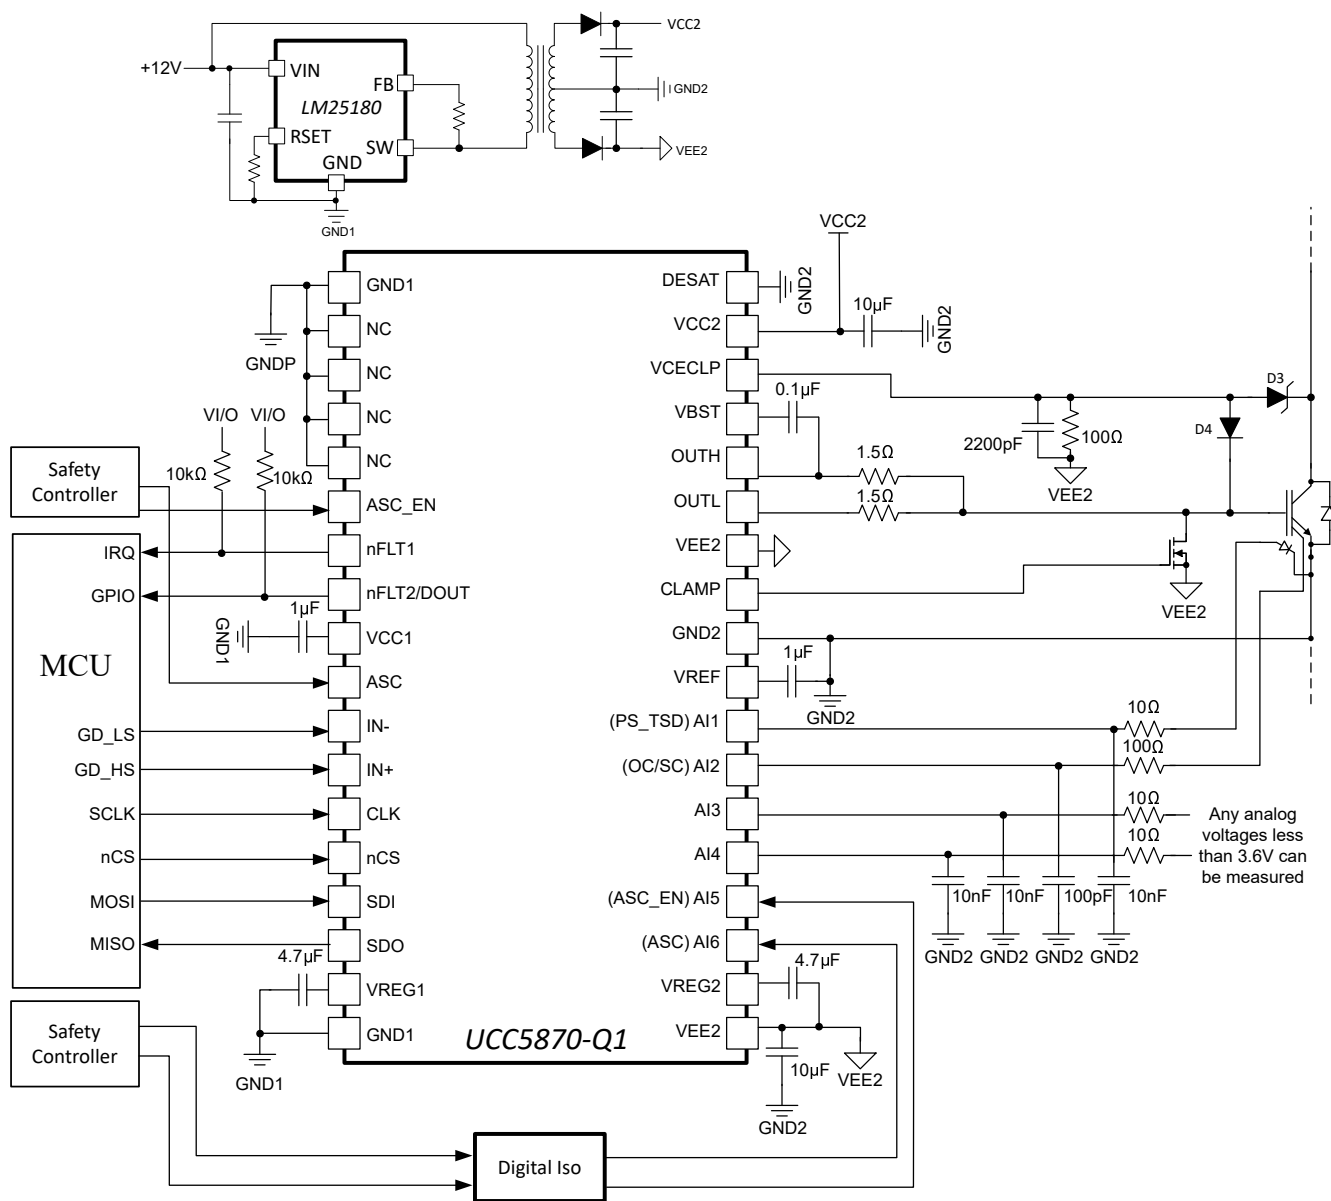 +12V
VIN
FB
LM25180
RSET
SW
GND
GND1
VCC2
GND2
VEE2
VCC2
10µF
GND2
GND2
GND1
NC
NC
NC
NC
ASC_EN
nFLT1
nFLT2/DOUT
VCC1
ASC
IN-
IN+
CLK
nCS
SDI
SDO
VREG1
GND1
DESAT
VCC2
VCECLP
VBST
OUTH
OUTL
VEE2
CLAMP
GND2
VREF
(PS_TSD) AI1
(OC/SC) AI2
AI3
AI4
(ASC_EN) AI5
(ASC) AI6
VREG2
VEE2
UCC5870-Q1
GNDP
VI/O
VI/O
10kΩ
10kΩ
Safety
Controller
IRQ
GPIO
MCU
GD_LS
GD_HS
SCLK
nCS
MOSI
MISO
1µF
GND1
4.7µF
GND1
Safety
Controller
Digital Iso
0.1µF
1.5Ω
1.5Ω
2200pF
100Ω
VEE2
D3
D4
VEE2
1µF
GND2
10Ω
100Ω
10Ω
10Ω
Any analog
voltages less
than 3.6V can
be measured
10nF
10nF
100pF
10nF
GND2
GND2
GND2
GND2
4.7µF
10µF
VEE2
GND2